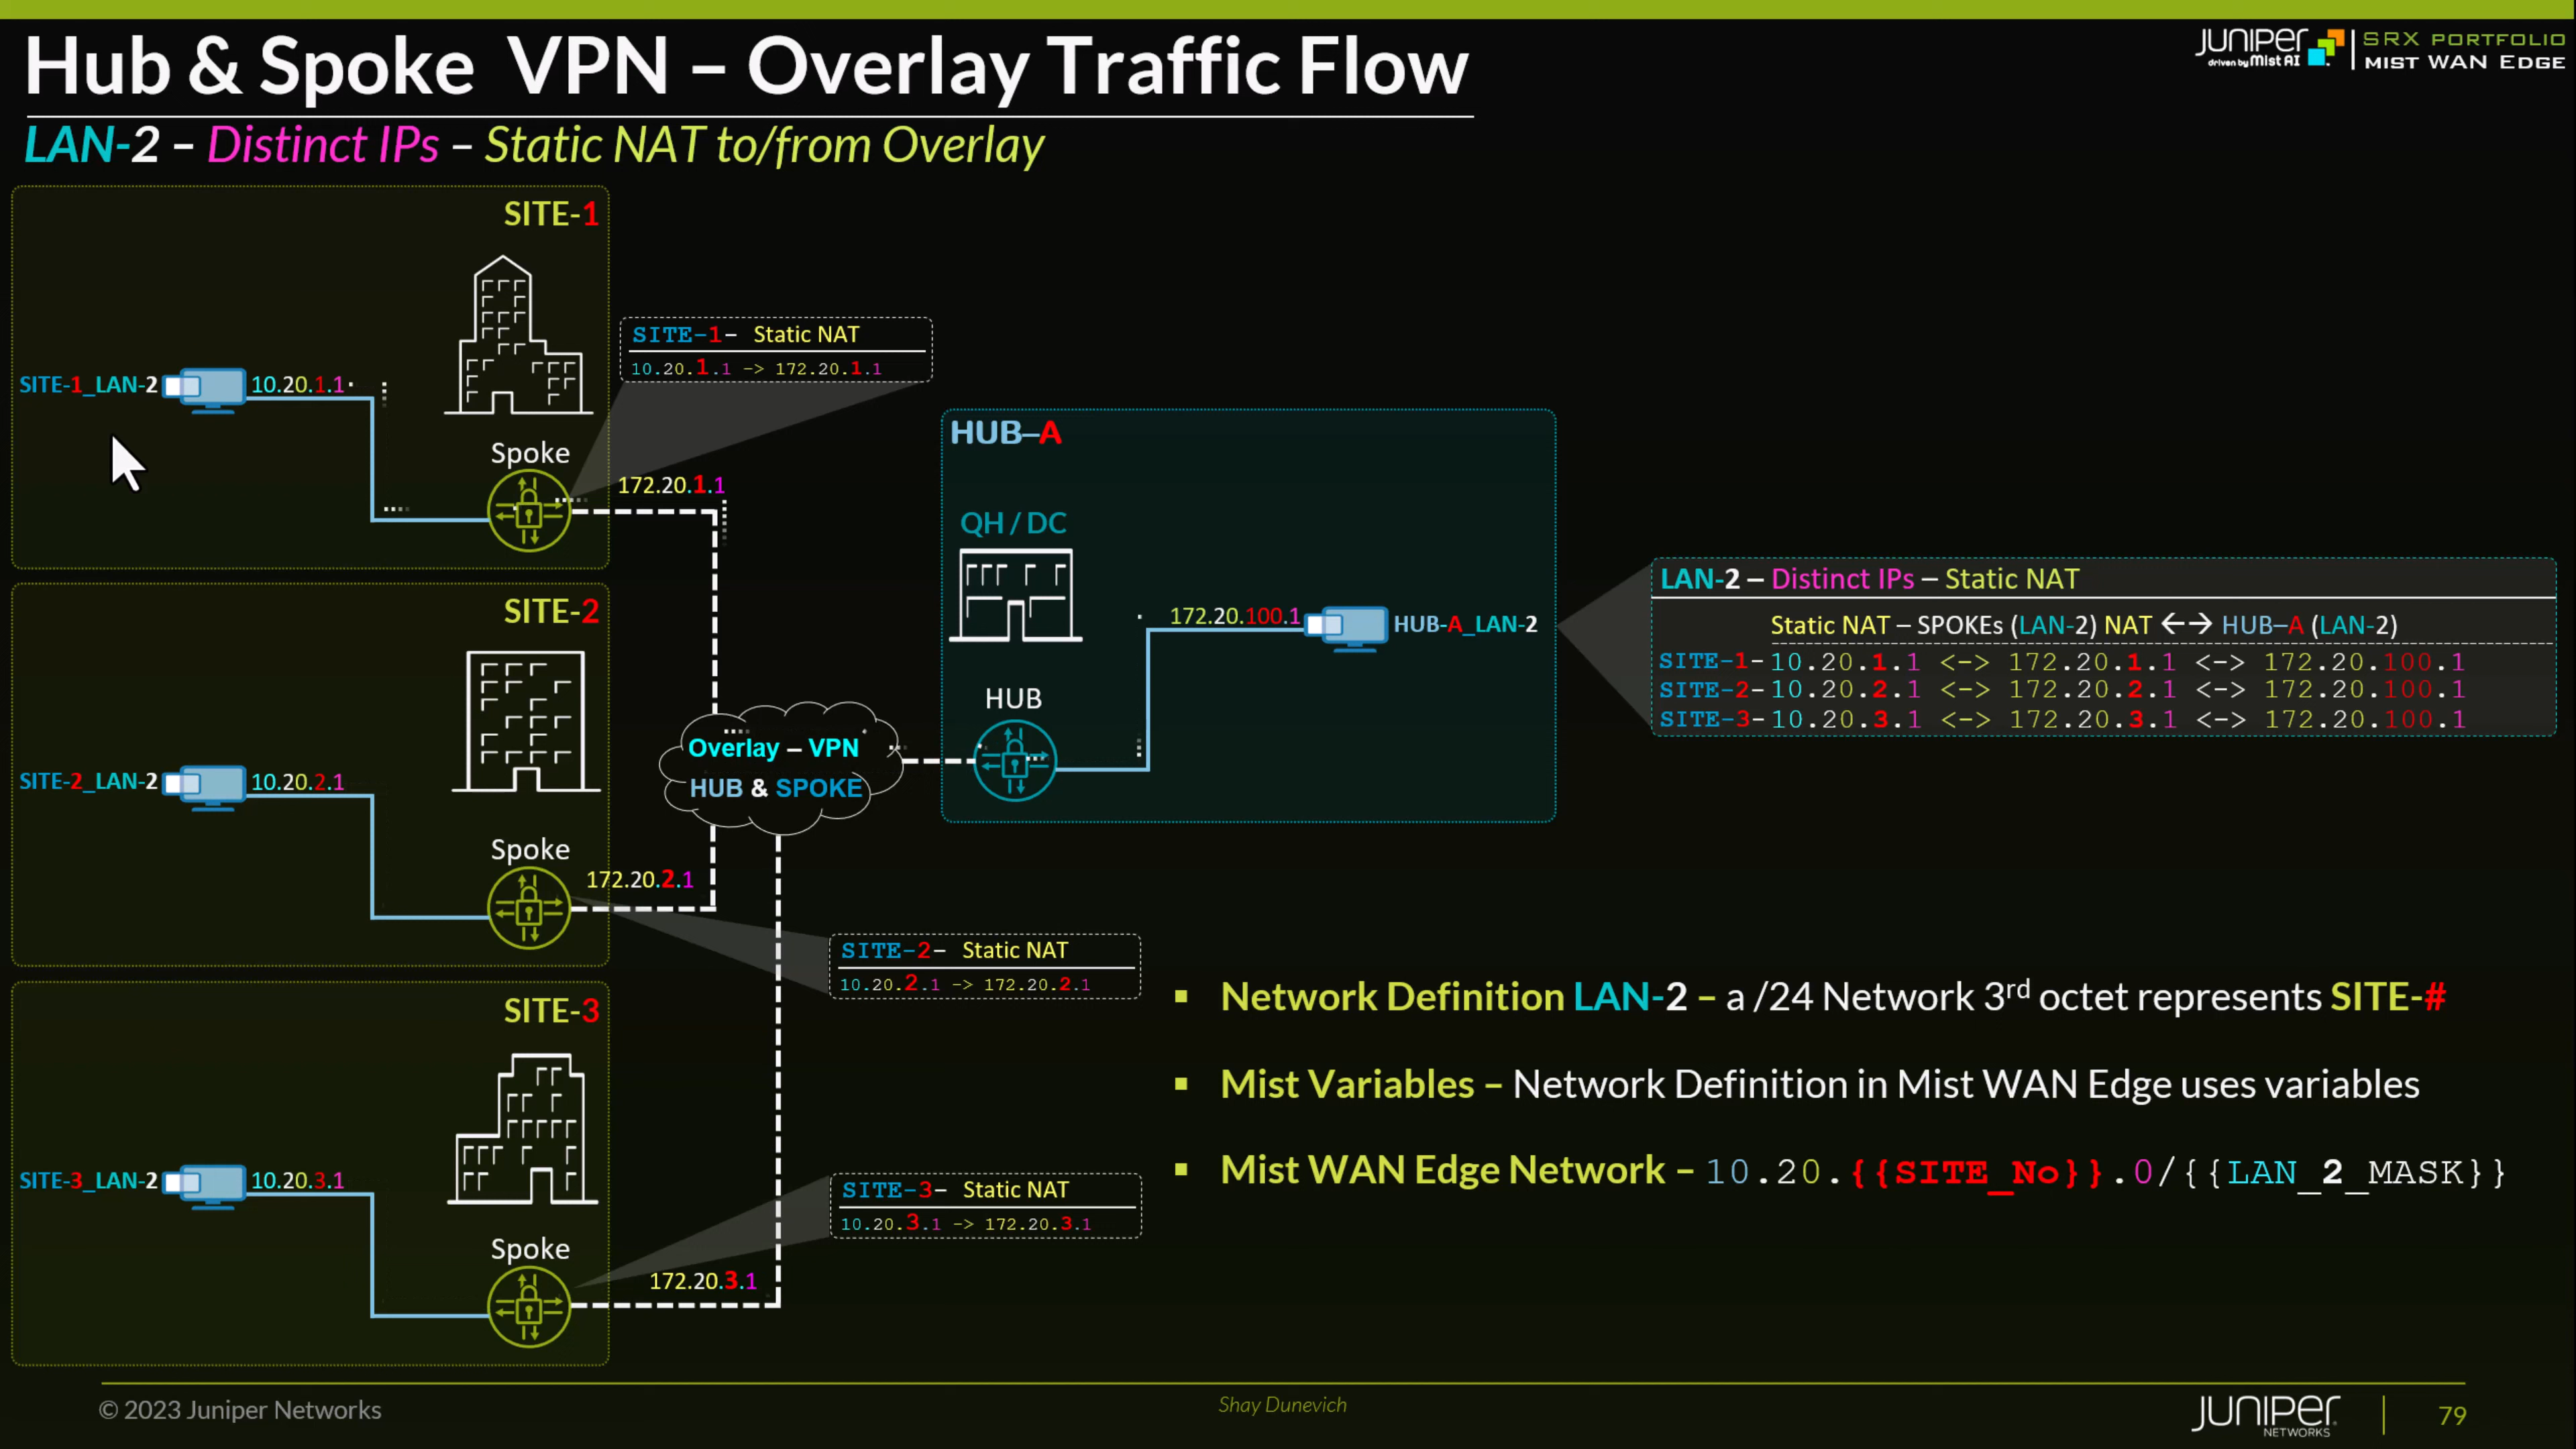 Hub & Spoke VPN – Overlay Traffic Flow
JUNIPEr
driven by Mist AI
SRX PORTFOLIO
MIST WAN EDGE
LAN-2 – Distinct IPs – Static NAT to/from Overlay
SITE-1
SITE-1_LAN-2
10.20.1.1
Spoke
SITE-1- Static NAT
10.20.1.1 -> 172.20.1.1
172.20.1.1
SITE-2
SITE-2_LAN-2
10.20.2.1
Spoke
172.20.2.1
SITE-2- Static NAT
10.20.2.1 -> 172.20.2.1
SITE-3
SITE-3_LAN-2
10.20.3.1
Spoke
172.20.3.1
SITE-3- Static NAT
10.20.3.1 -> 172.20.3.1
Overlay – VPN
HUB & SPOKE
HUB–A
QH / DC
HUB
172.20.100.1
HUB-A_LAN-2
LAN-2 – Distinct IPs – Static NAT
Static NAT – SPOKEs (LAN-2) NAT ←→ HUB–A (LAN-2)
SITE-1-10.20.1.1 <-> 172.20.1.1 <-> 172.20.100.1
SITE-2-10.20.2.1 <-> 172.20.2.1 <-> 172.20.100.1
SITE-3-10.20.3.1 <-> 172.20.3.1 <-> 172.20.100.1
▪ Network Definition LAN-2 – a /24 Network 3rd octet represents SITE-#
▪ Mist Variables – Network Definition in Mist WAN Edge uses variables
▪ Mist WAN Edge Network – 10.20.{{SITE_No}}.0/{{LAN_2_MASK}}
© 2023 Juniper Networks
Shay Dunevich
JUNIPEr
NETWORKS
79